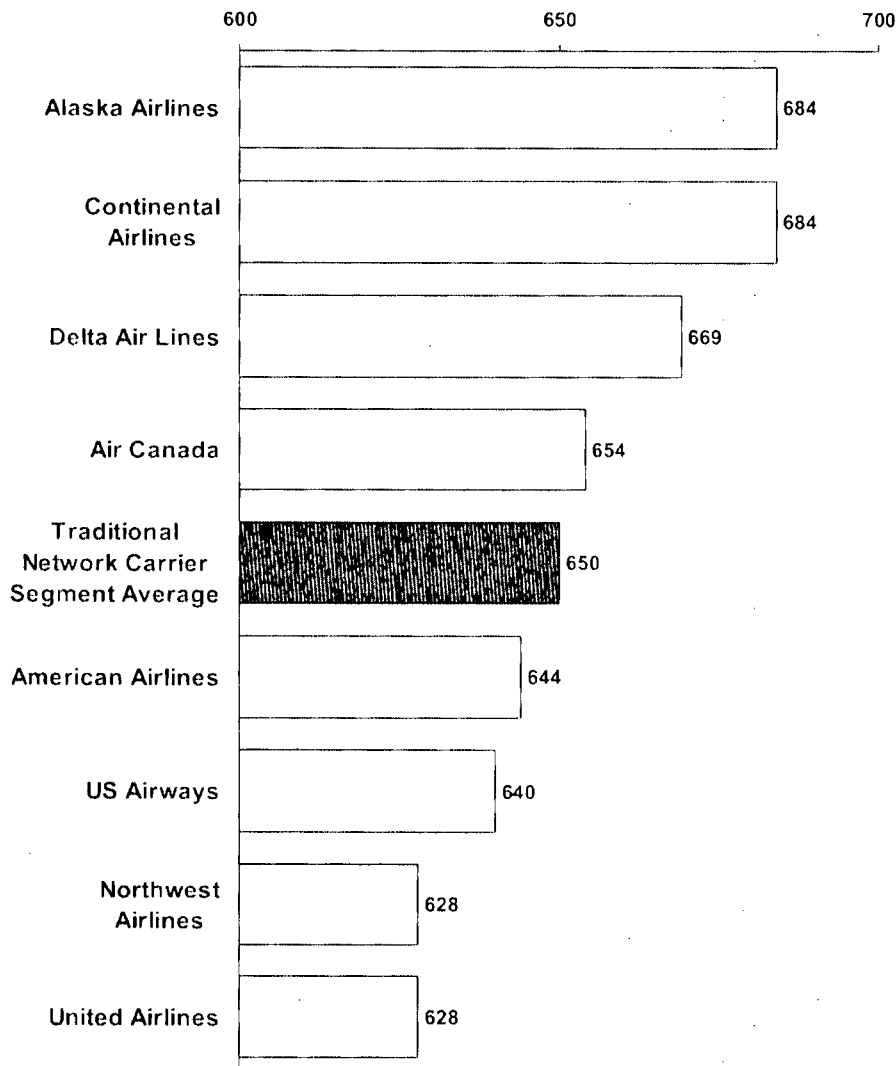 600 650 700
Alaska Airlines 684
Continental
Airlines 684
Delta Air Lines 669
Air Canada 654
Traditional
Network Carrier 650
Segment Average
American Airlines 644
US Airways 640
Northwest
Airlines 628
United Airlines 628